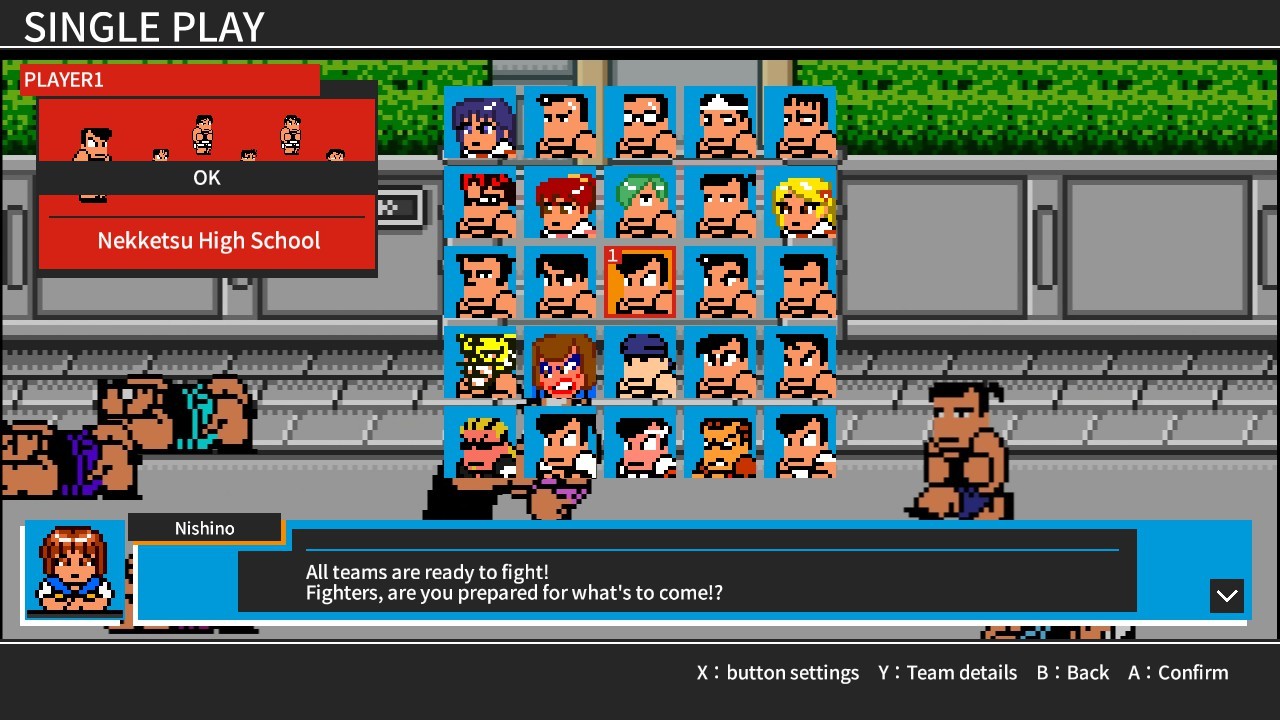 SINGLE PLAY
PLAYER1
OK
Nekketsu High School
1
Nishino
All teams are ready to fight!
Fighters, are you prepared for what's to come!?
X：button settings Y：Team details B：Back A：Confirm